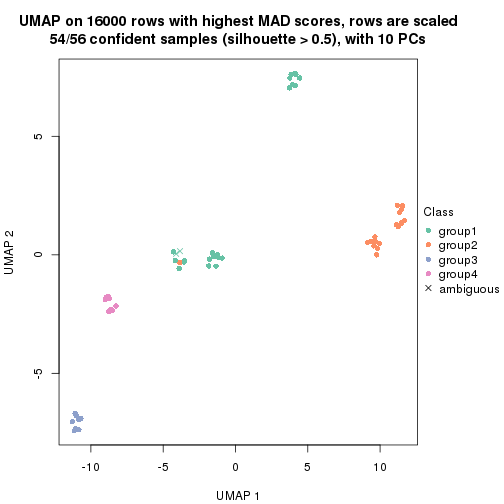 UMAP on 16000 rows with highest MAD scores, rows are scaled
54/56 confident samples (silhouette > 0.5), with 10 PCs
5
0
-5
UMAP 2
-10
-5
0
5
10
UMAP 1
Class
group1
group2
group3
group4
ambiguous